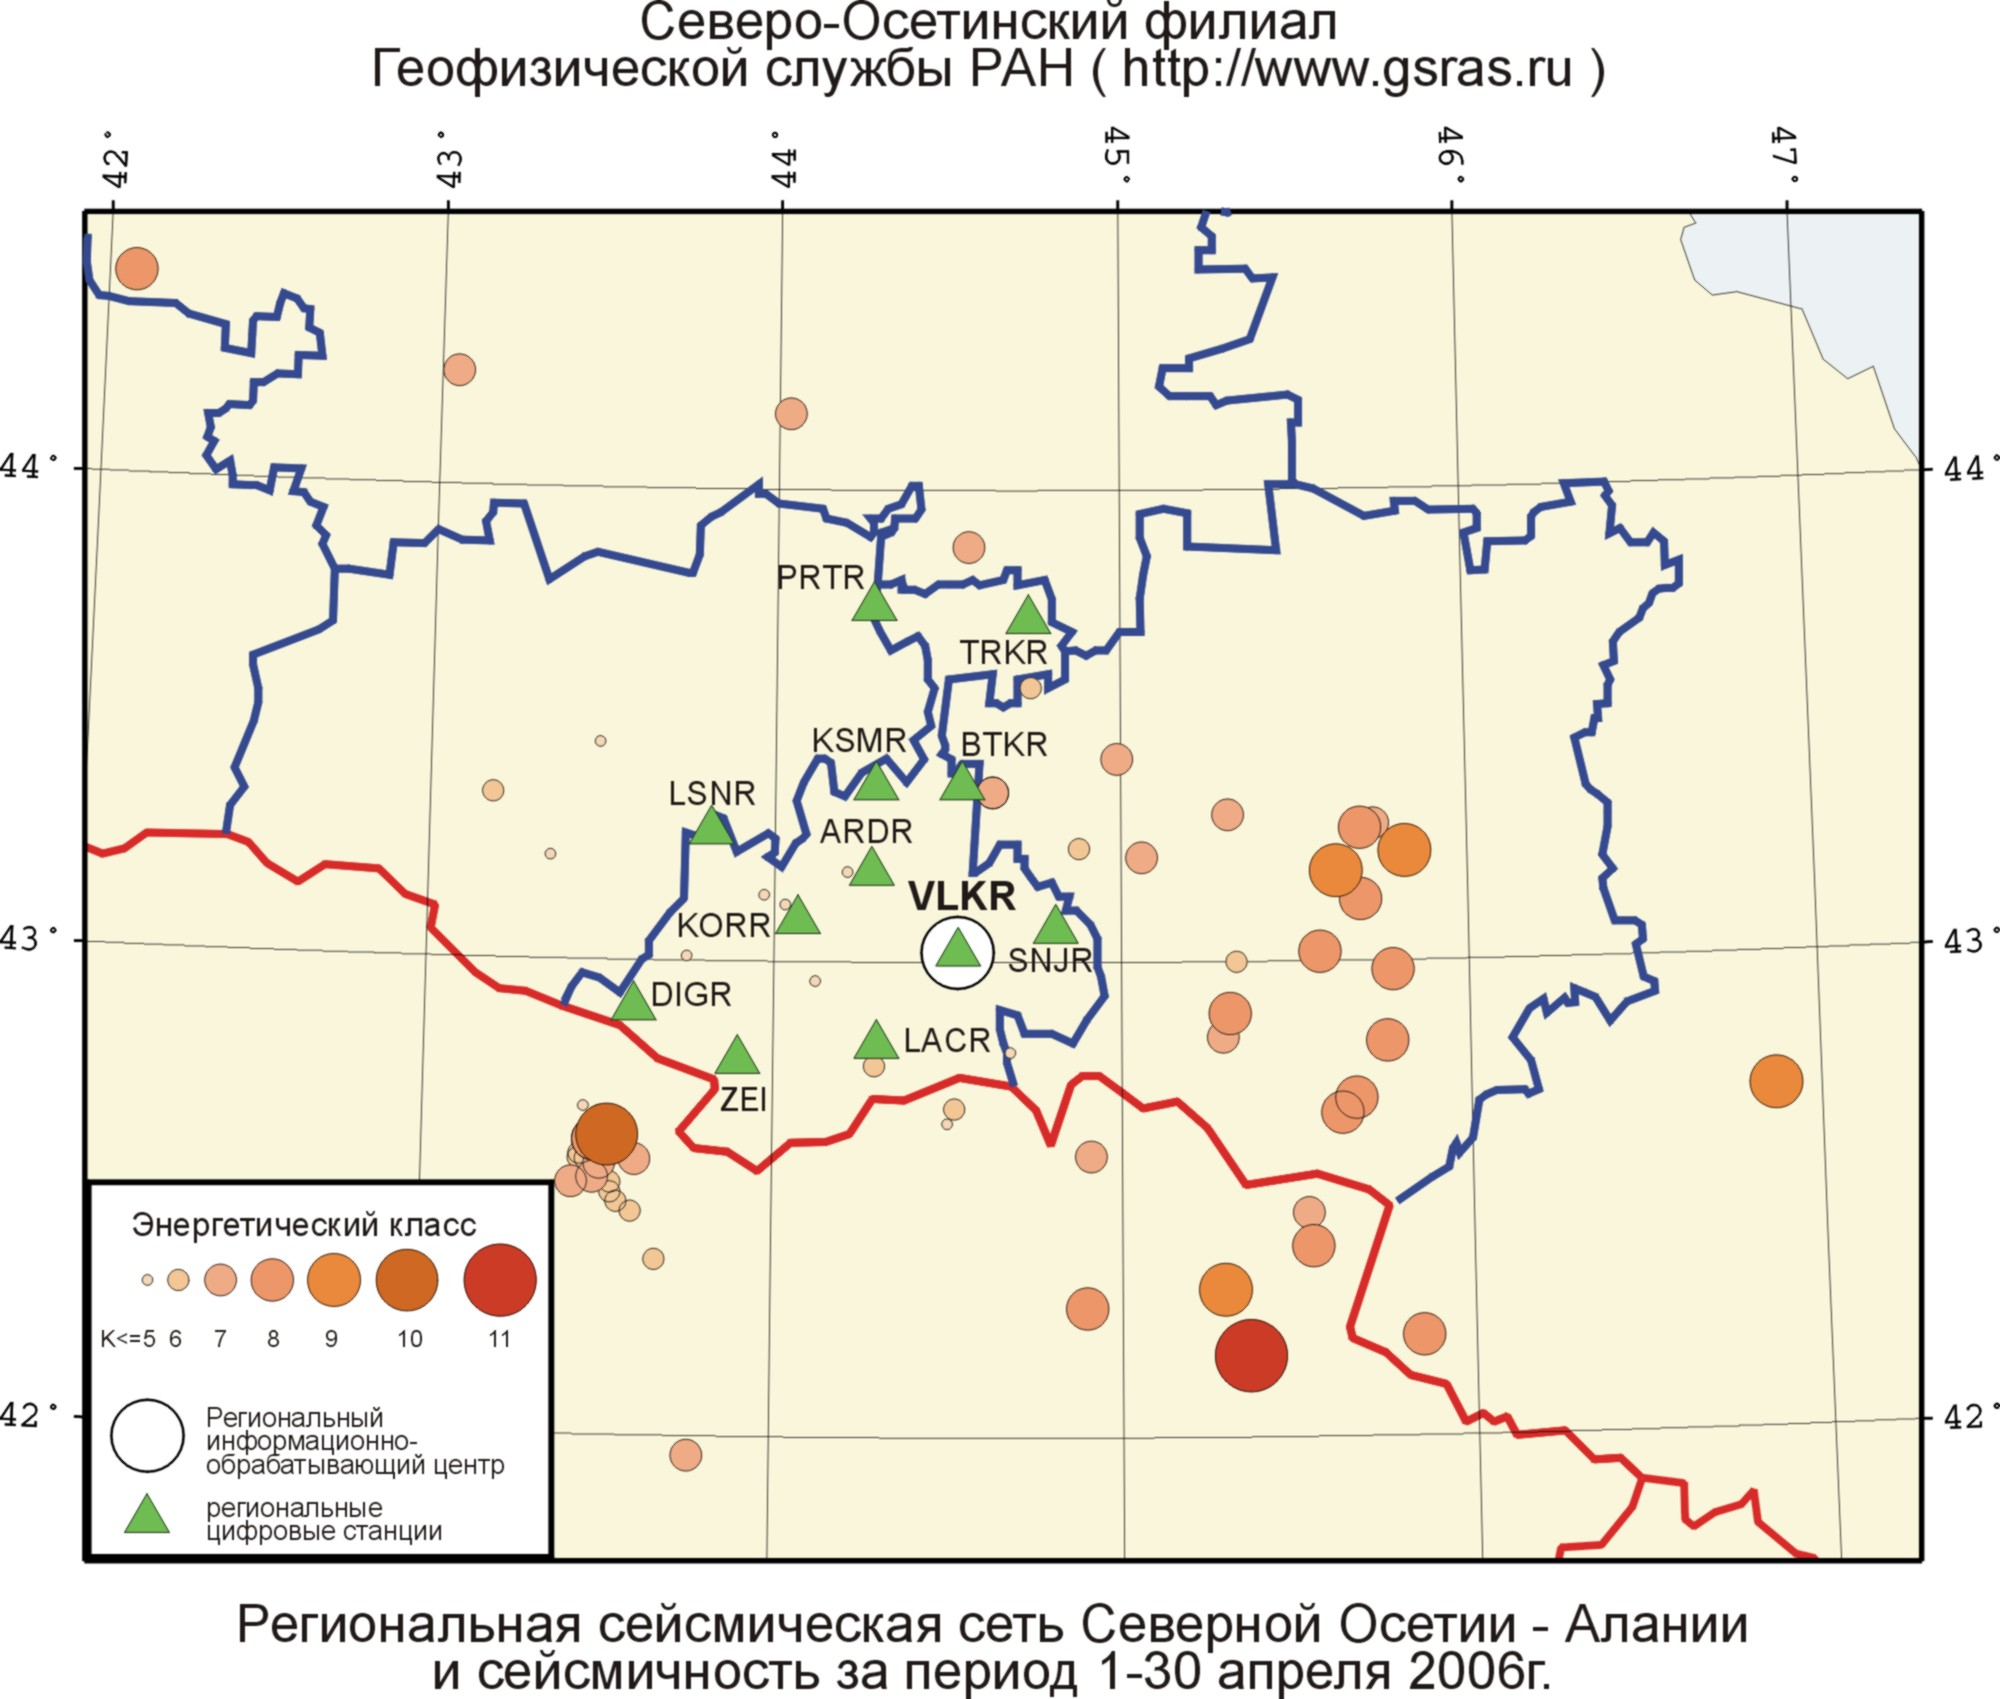 Северо-Осетинский филиал
Геофизической службы РАН ( http://www.gsras.ru )
42°
43°
44°
45°
46°
47°
44°
44°
PRTR
TRKR
KSMR
BTKR
LSNR
ARDR
VLKR
KORR
43°
43°
SNJR
DIGR
LACR
ZEI
Энергетический класс
K<=5 6 7 8 9 10 11
42°
42°
Региональный
информационно-
обрабатывающий центр
региональные
цифровые станции
Региональная сейсмическая сеть Северной Осетии - Алании
и сейсмичность за период 1-30 апреля 2006г.